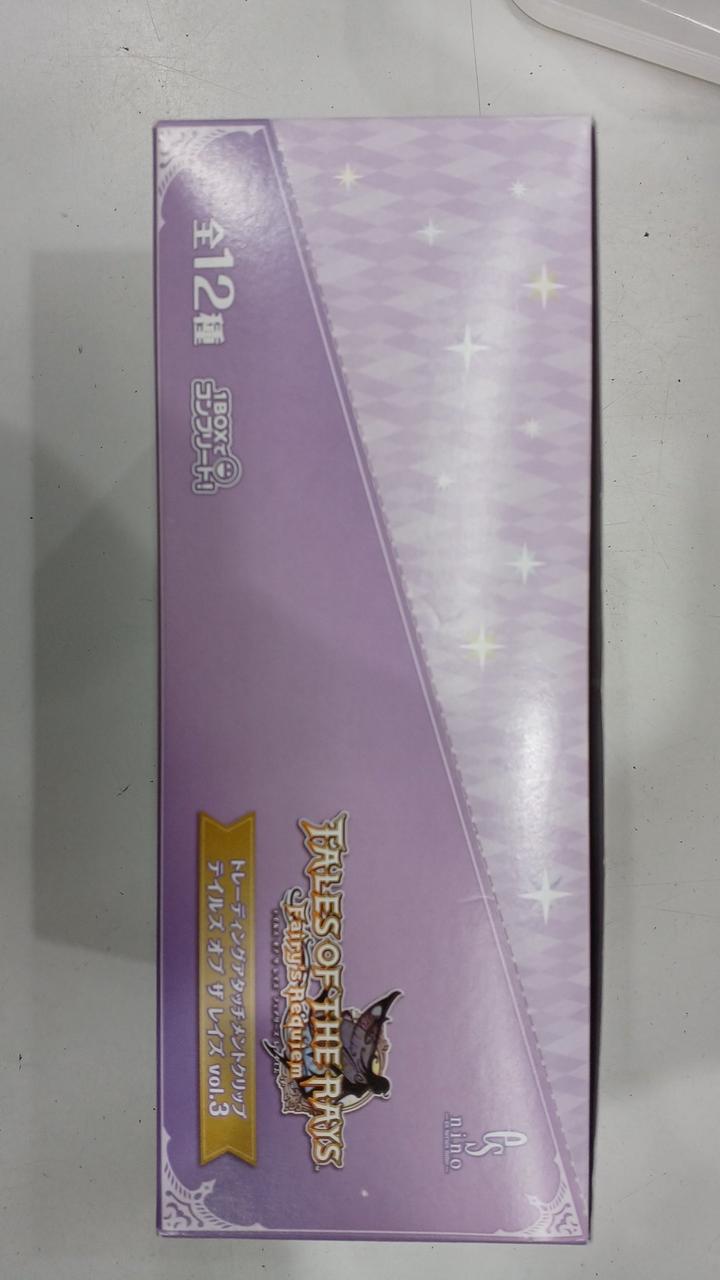 es
nino
TALES OF THE RAYS
Fairy's Requiem
トレーディングアタッチメントクリップ
テイルズ オブ ザ レイズ vol.3
全12種
1BOXで
コンプリート!